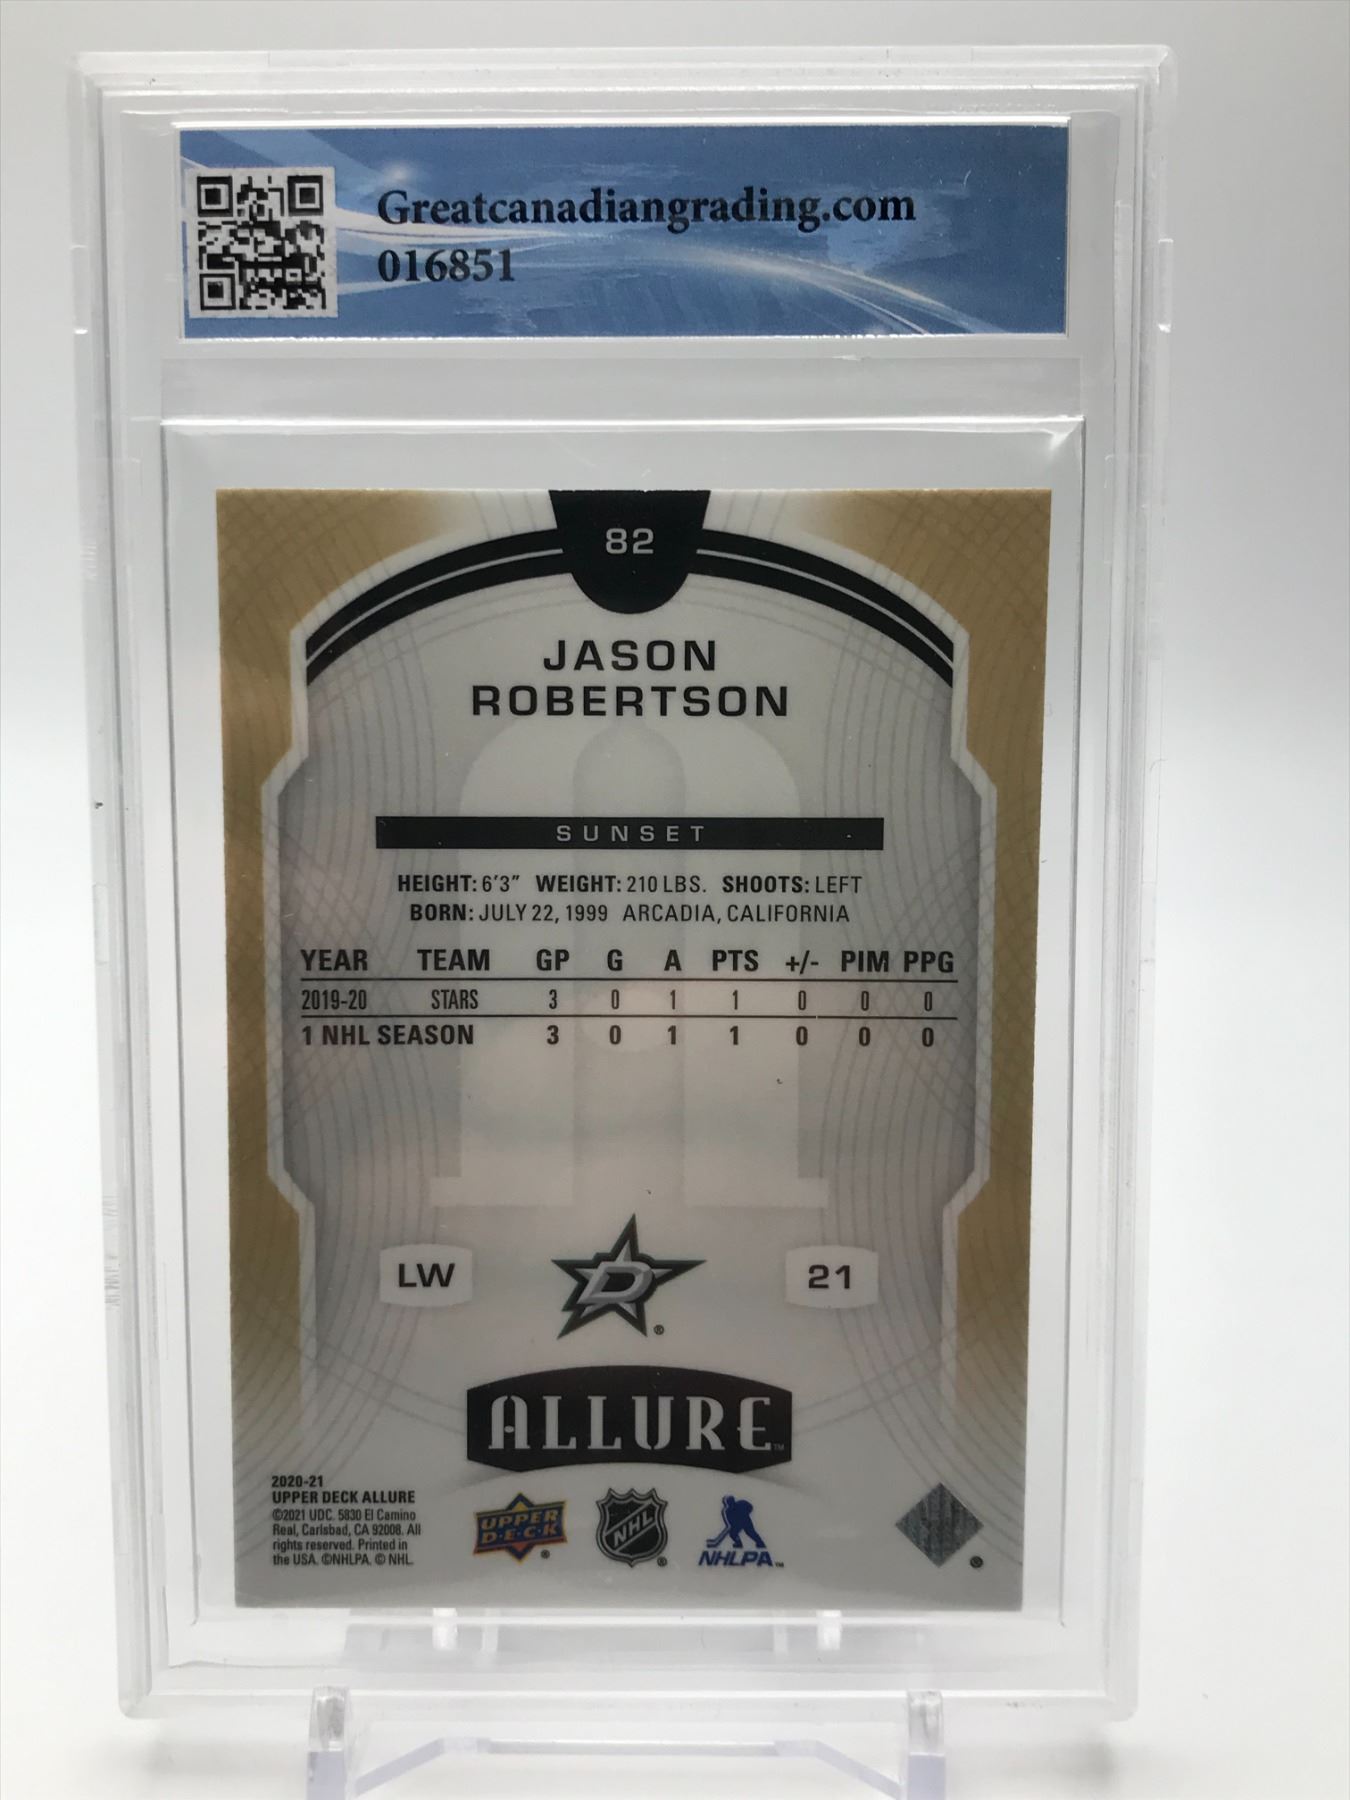 Greatcanadiangrading.com
016851
82
JASON
ROBERTSON
SUNSET
HEIGHT: 6'3" WEIGHT: 210 LBS. SHOOTS: LEFT
BORN: JULY 22, 1999 ARCADIA, CALIFORNIA
YEAR TEAM GP G A PTS +/- PIM PPG
2019-20 STARS 3 0 1 1 0 0 0
1 NHL SEASON 3 0 1 1 0 0 0
LW D 21
®
ALLURE™
2020-21
UPPER DECK ALLURE
©2021 UDC. 5830 El Camino
Real, Carlsbad, CA 92008. All
rights reserved. Printed in
the USA. ©NHLPA. © NHL.
UPPER
D·E·C·K®
NHL®
NHLPA™
®